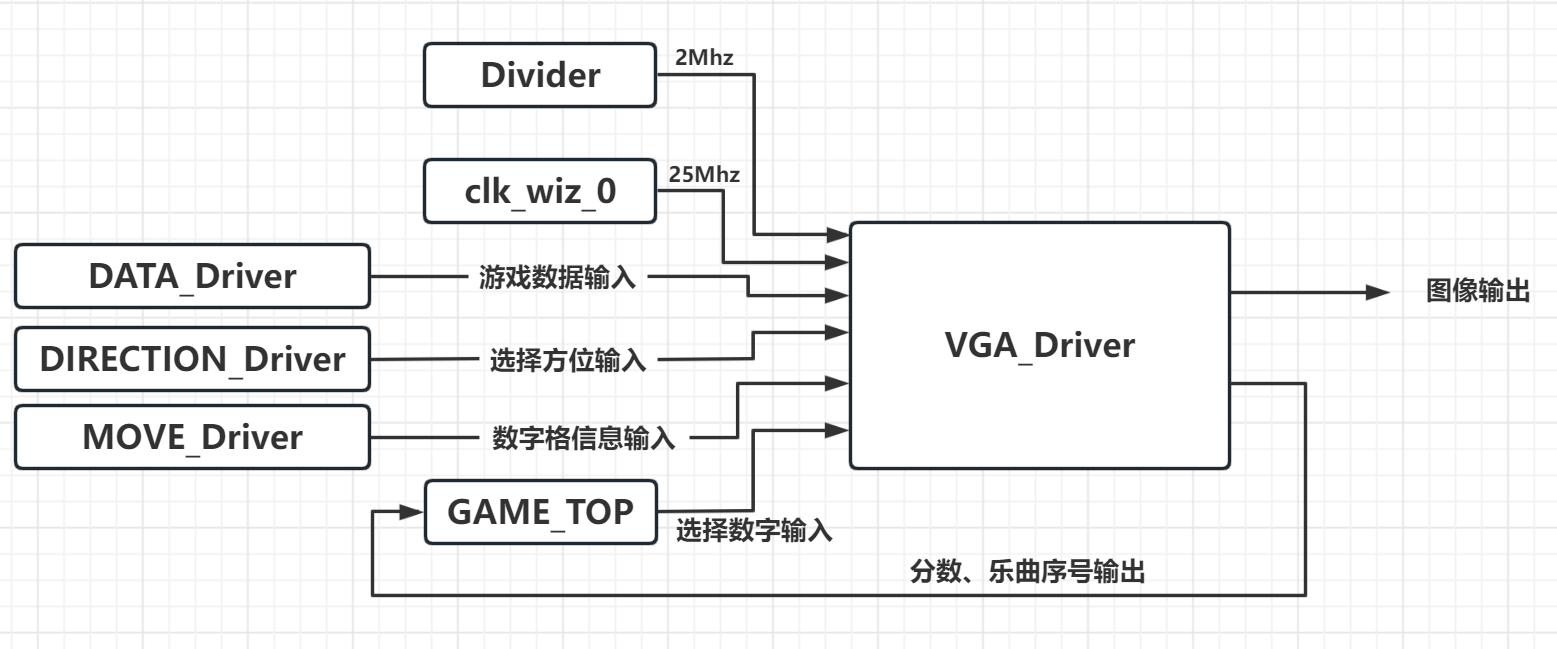 Divider
2Mhz
clk_wiz_0
25Mhz
DATA_Driver
游戏数据输入
DIRECTION_Driver
选择方位输入
MOVE_Driver
数字格信息输入
GAME_TOP
选择数字输入
VGA_Driver
图像输出
分数、乐曲序号输出